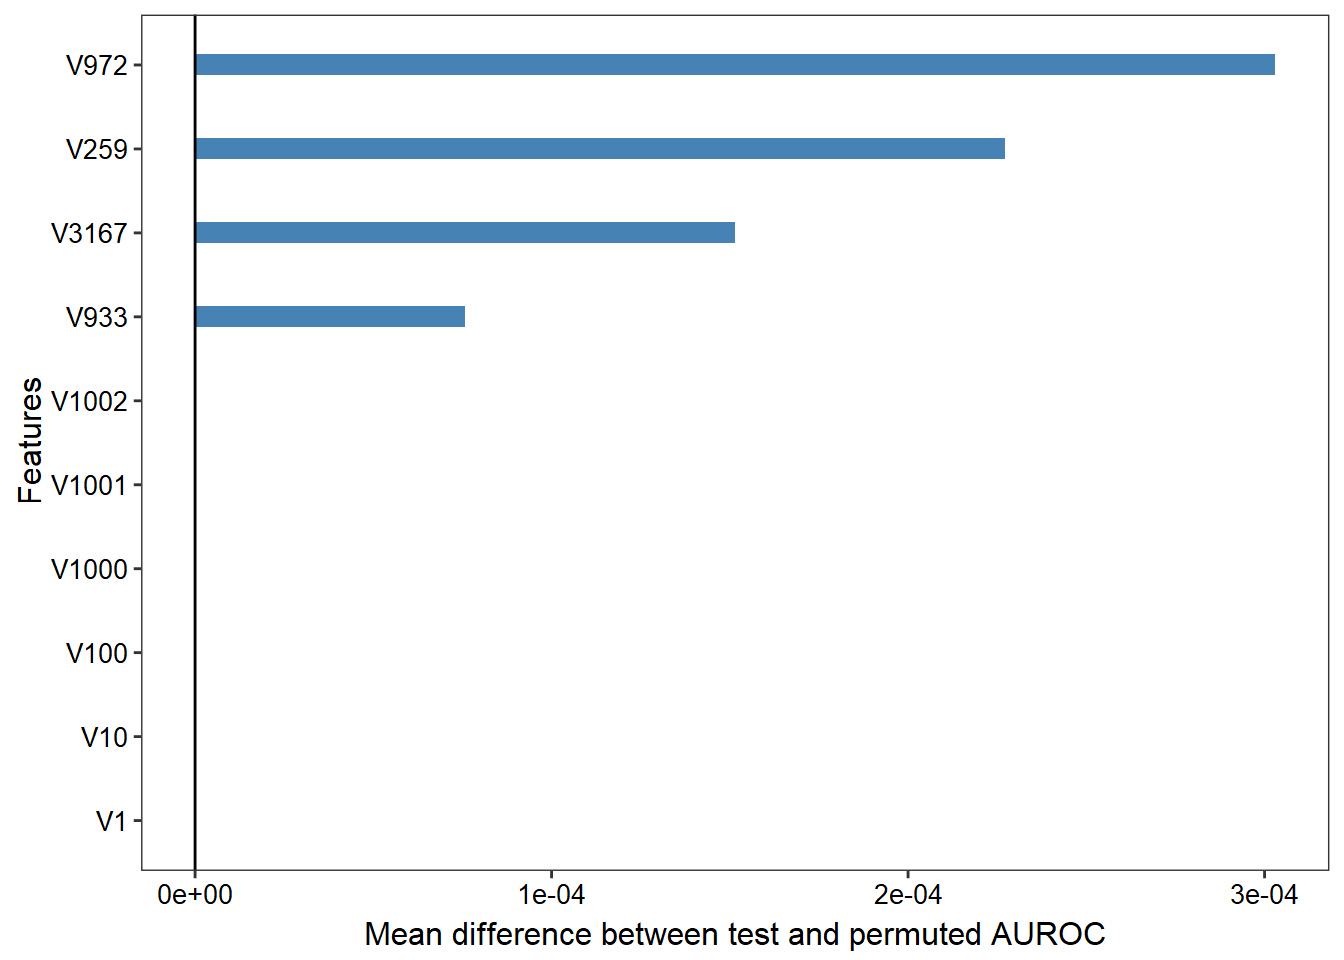 V972
V259
V3167
V933
V1002
V1001
V1000
V100
V10
V1
Features
0e+00 1e-04 2e-04 3e-04
Mean difference between test and permuted AUROC